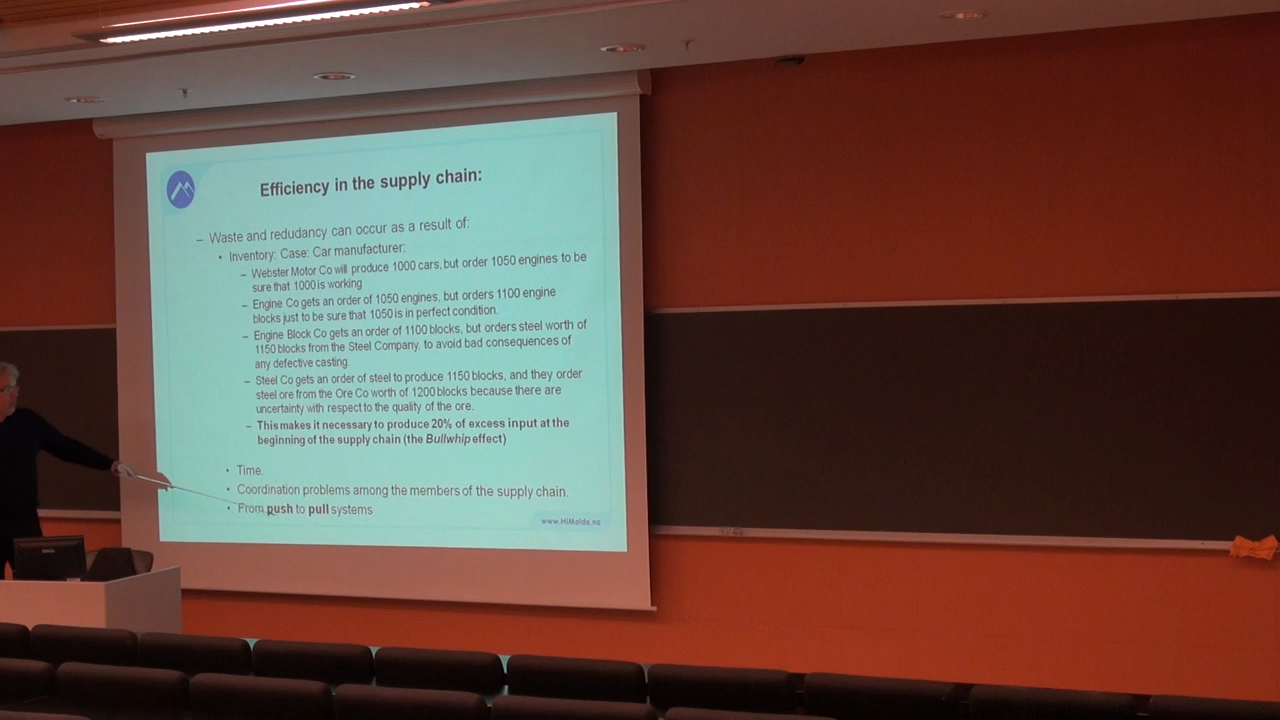 Efficiency in the supply chain:
– Waste and redudancy can occur as a result of:
• Inventory: Case: Car manufacturer:
– Webster Motor Co will produce 1000 cars, but order 1050 engines to be
sure that 1000 is working
– Engine Co gets an order of 1050 engines, but orders 1100 engine
blocks just to be sure that 1050 is in perfect condition.
– Engine Block Co gets an order of 1100 blocks, but orders steel worth of
1150 blocks from the Steel Company, to avoid bad consequences of
any defective casting
– Steel Co gets an order of steel to produce 1150 blocks, and they order
steel ore from the Ore Co worth of 1200 blocks because there are
uncertainty with respect to the quality of the ore.
– This makes it necessary to produce 20% of excess input at the
beginning of the supply chain (the Bullwhip effect)
• Time.
• Coordination problems among the members of the supply chain.
• From push to pull systems
www.HiMolde.no